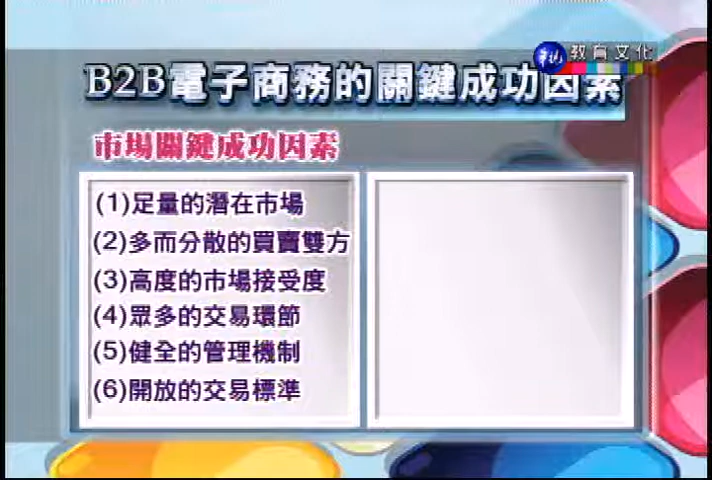 華視 教育文化
B2B電子商務的關鍵成功因素
市場關鍵成功因素
(1)足量的潛在市場
(2)多而分散的買賣雙方
(3)高度的市場接受度
(4)眾多的交易環節
(5)健全的管理機制
(6)開放的交易標準